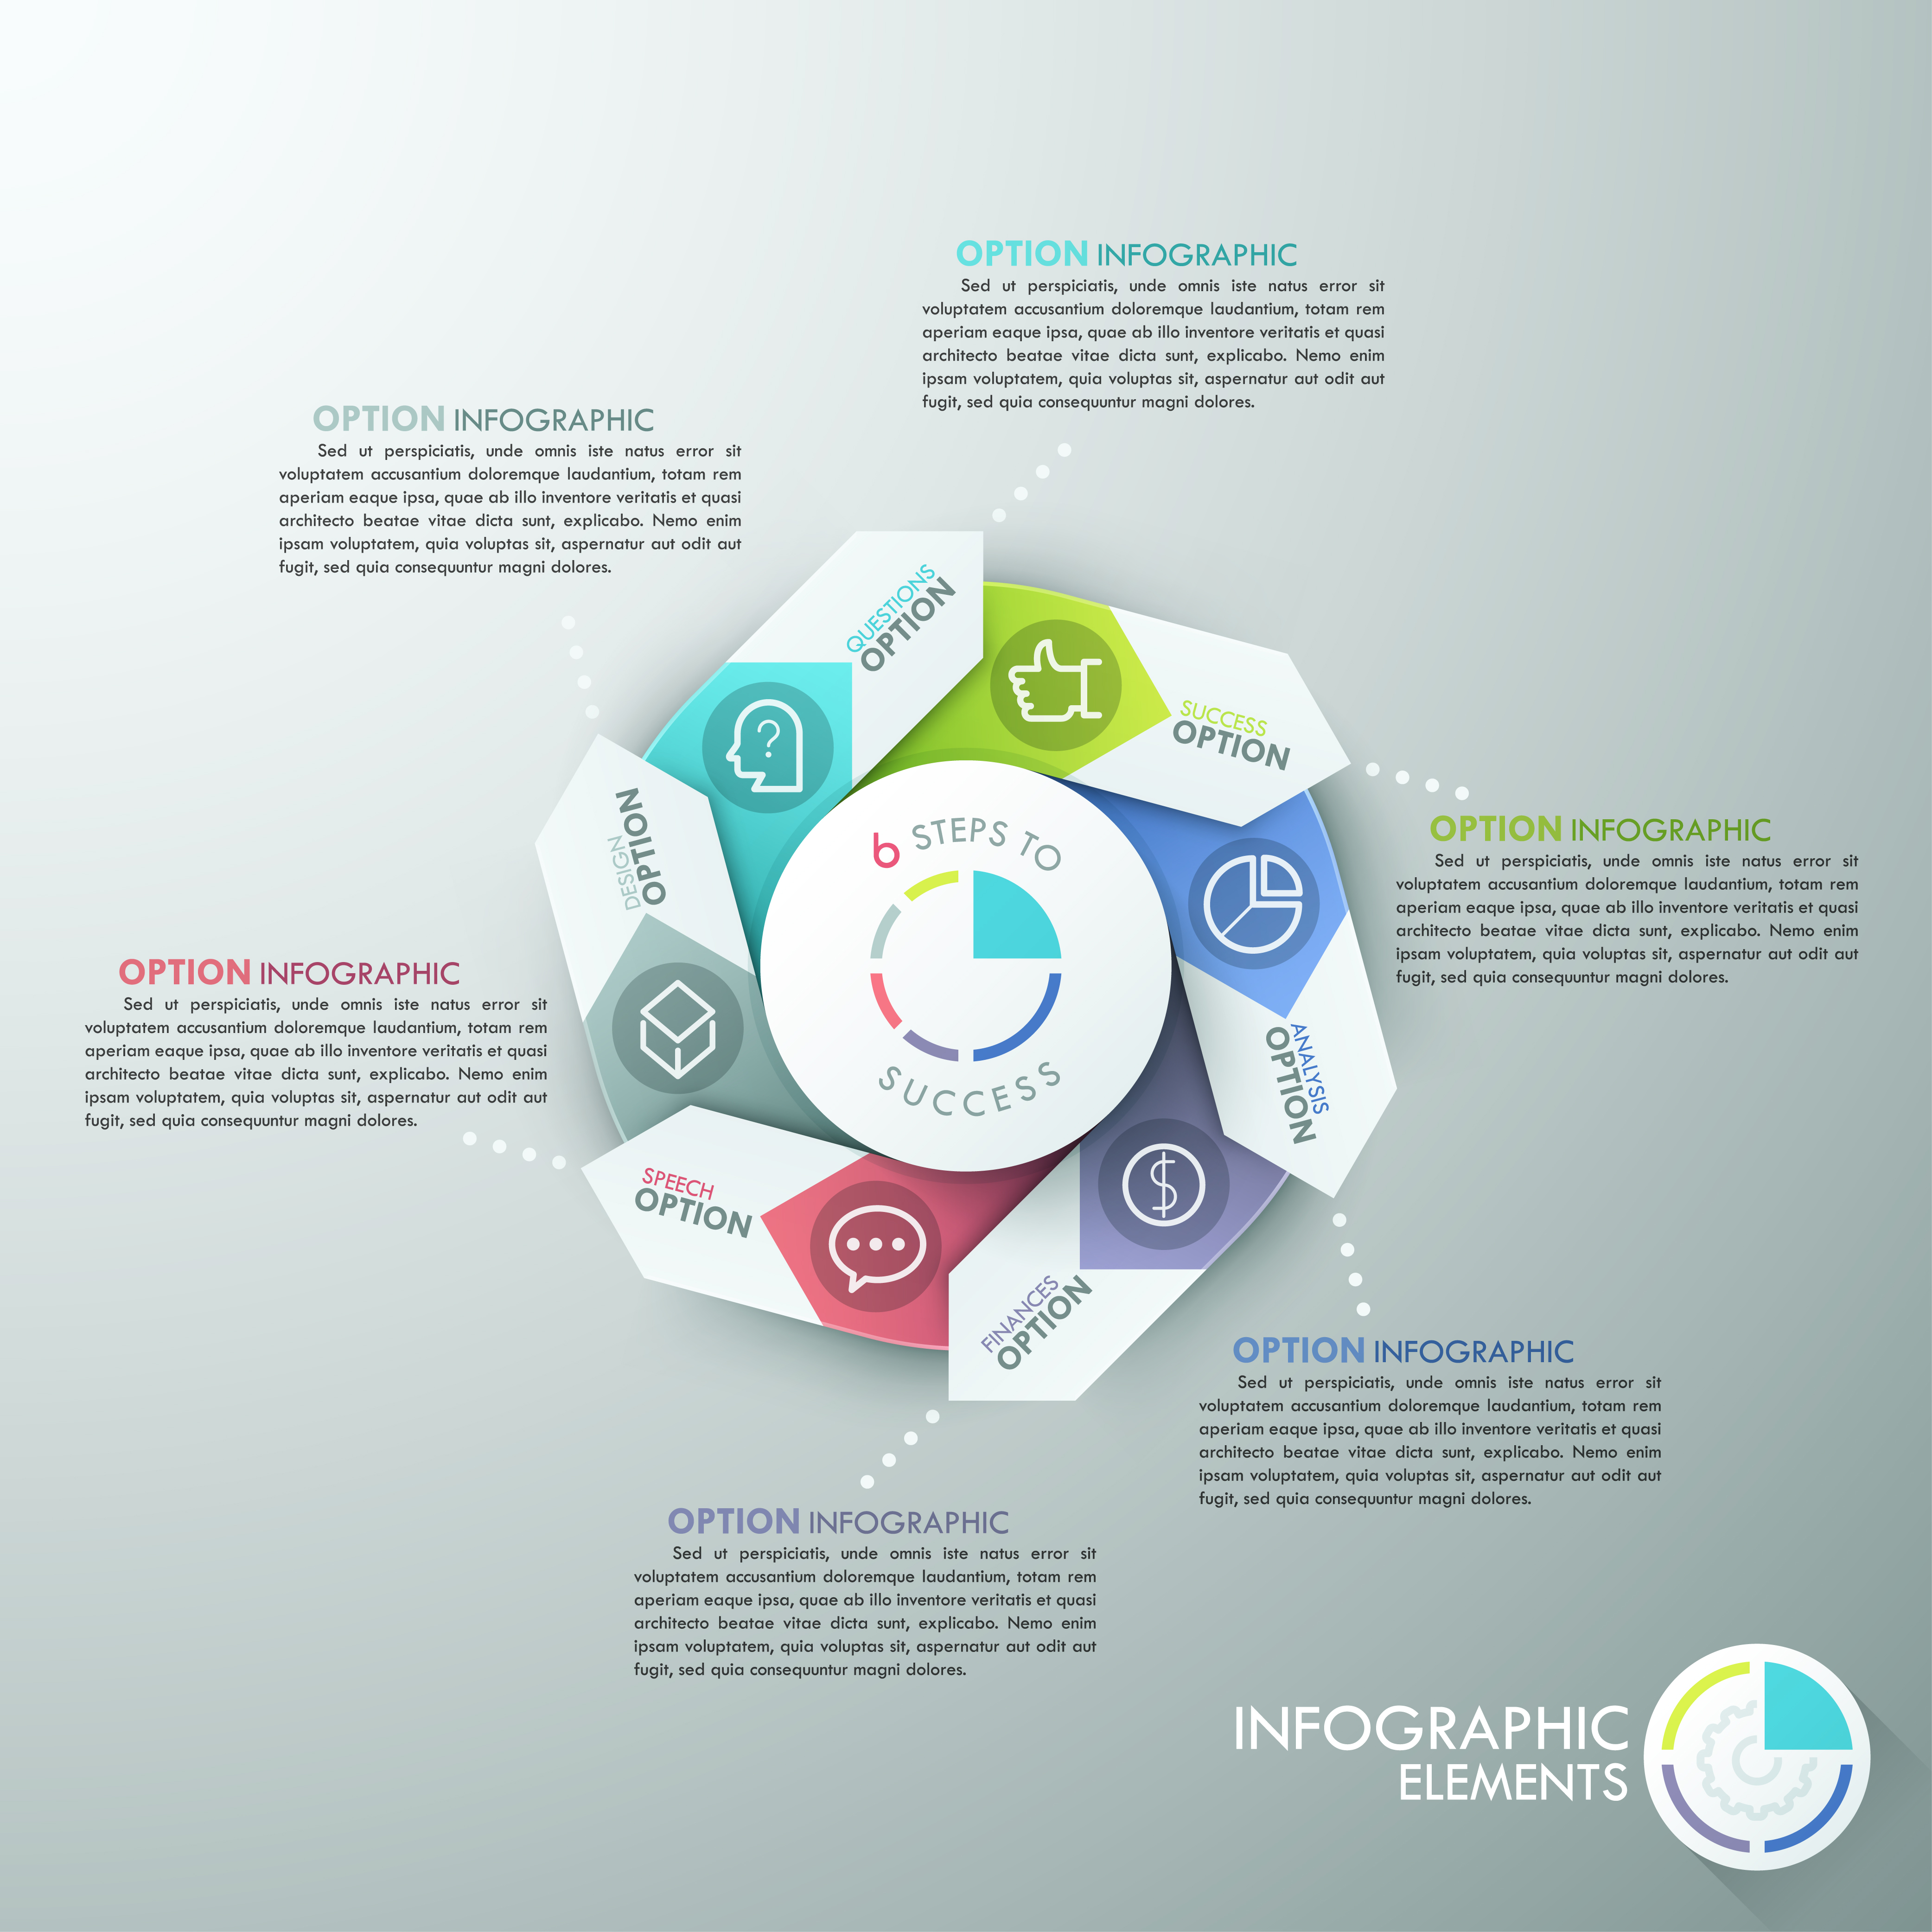 OPTION INFOGRAPHIC
Sed ut perspiciatis, unde omnis iste natus error sit
voluptatem accusantium doloremque laudantium, totam rem
aperiam eaque ipsa, quae ab illo inventore veritatis et quasi
architecto beatae vitae dicta sunt, explicabo. Nemo enim
ipsam voluptatem, quia voluptas sit, aspernatur aut odit aut
fugit, sed quia consequuntur magni dolores.
OPTION INFOGRAPHIC
Sed ut perspiciatis, unde omnis iste natus error sit
voluptatem accusantium doloremque laudantium, totam rem
aperiam eaque ipsa, quae ab illo inventore veritatis et quasi
architecto beatae vitae dicta sunt, explicabo. Nemo enim
ipsam voluptatem, quia voluptas sit, aspernatur aut odit aut
fugit, sed quia consequuntur magni dolores.
QUESTIONS
OPTION
SUCCESS
OPTION
DESIGN
OPTION
6 STEPS TO
SUCCESS
OPTION INFOGRAPHIC
Sed ut perspiciatis, unde omnis iste natus error sit
voluptatem accusantium doloremque laudantium, totam rem
aperiam eaque ipsa, quae ab illo inventore veritatis et quasi
architecto beatae vitae dicta sunt, explicabo. Nemo enim
ipsam voluptatem, quia voluptas sit, aspernatur aut odit aut
fugit, sed quia consequuntur magni dolores.
OPTION INFOGRAPHIC
Sed ut perspiciatis, unde omnis iste natus error sit
voluptatem accusantium doloremque laudantium, totam rem
aperiam eaque ipsa, quae ab illo inventore veritatis et quasi
architecto beatae vitae dicta sunt, explicabo. Nemo enim
ipsam voluptatem, quia voluptas sit, aspernatur aut odit aut
fugit, sed quia consequuntur magni dolores.
ANALYSIS
OPTION
SPEECH
OPTION
FINANCES
OPTION
OPTION INFOGRAPHIC
Sed ut perspiciatis, unde omnis iste natus error sit
voluptatem accusantium doloremque laudantium, totam rem
aperiam eaque ipsa, quae ab illo inventore veritatis et quasi
architecto beatae vitae dicta sunt, explicabo. Nemo enim
ipsam voluptatem, quia voluptas sit, aspernatur aut odit aut
fugit, sed quia consequuntur magni dolores.
OPTION INFOGRAPHIC
Sed ut perspiciatis, unde omnis iste natus error sit
voluptatem accusantium doloremque laudantium, totam rem
aperiam eaque ipsa, quae ab illo inventore veritatis et quasi
architecto beatae vitae dicta sunt, explicabo. Nemo enim
ipsam voluptatem, quia voluptas sit, aspernatur aut odit aut
fugit, sed quia consequuntur magni dolores.
INFOGRAPHIC
ELEMENTS